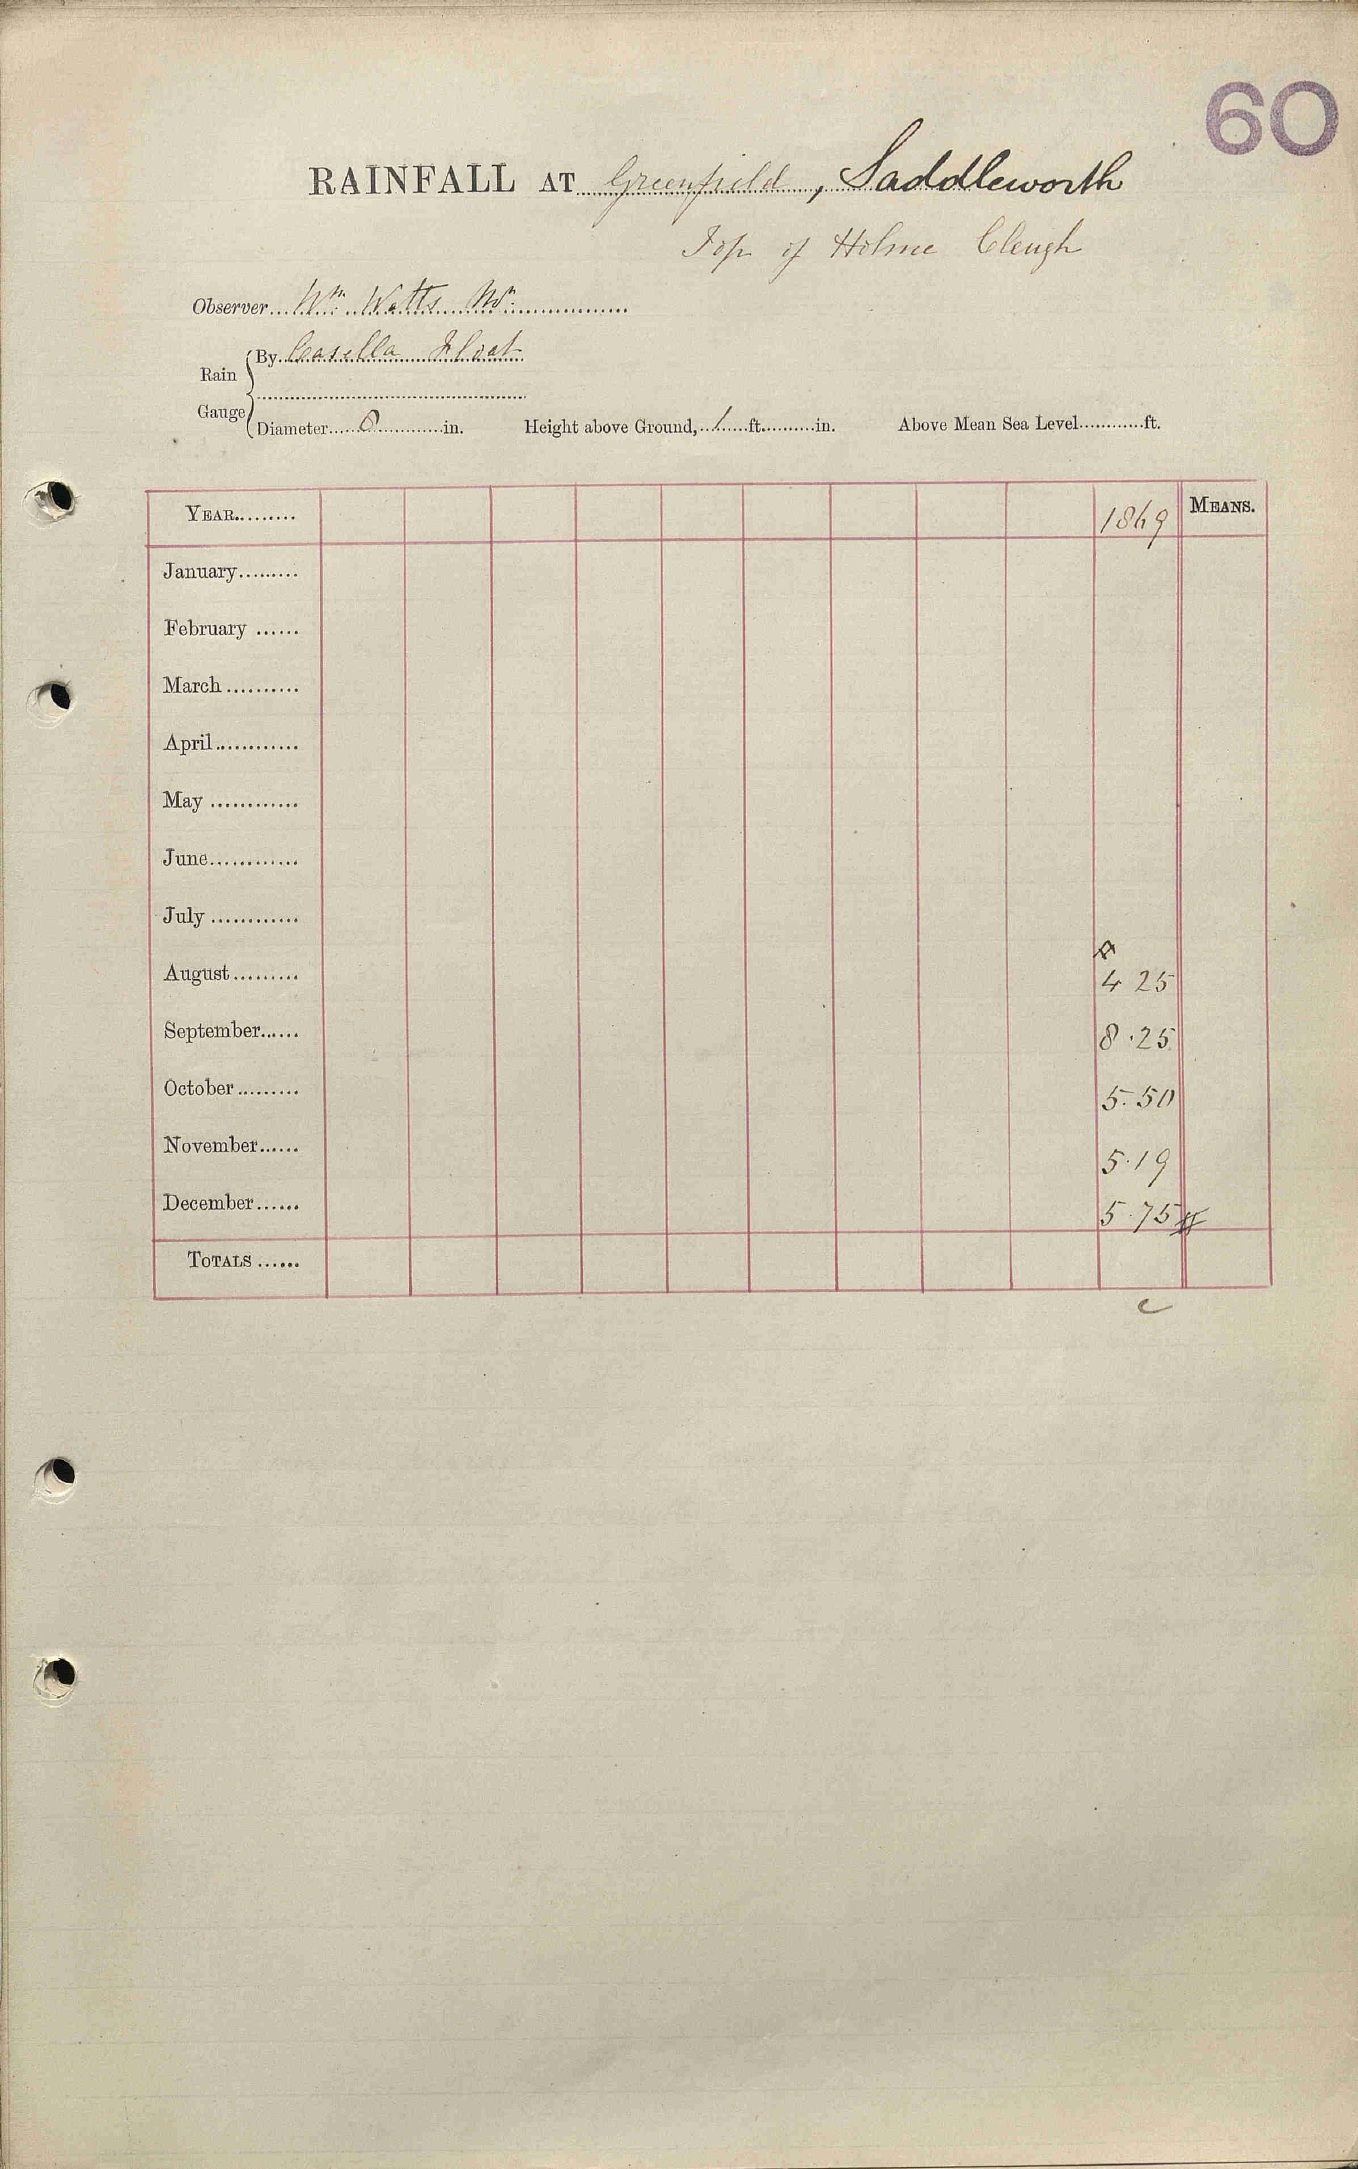 60
RAINFALL AT Greenfield, Saddleworth
Top of Holme Clough
Observer Wm. Watts
Rain Gauge By Casella Float
Diameter 8 in. Height above Ground, 1 ft. in. Above Mean Sea Level ft.
YEAR 1869 MEANS.
January
February
March
April
May
June
July
August 4 25
September 8.25
October 5.50
November 5.19
December 5.75
TOTALS
c